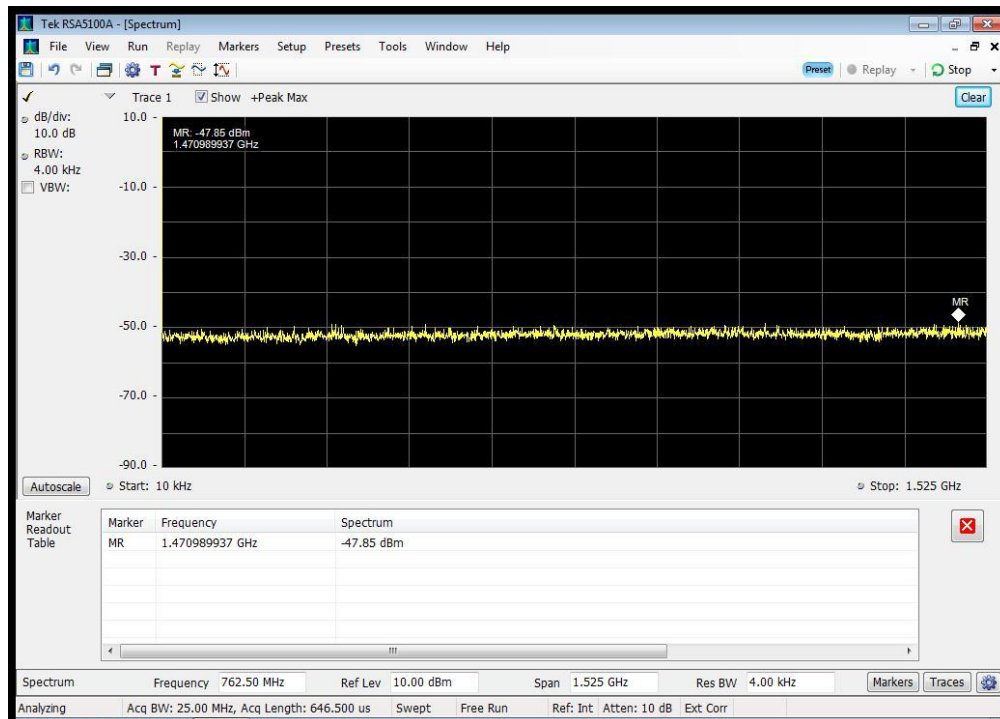 Tek RSA5100A - [Spectrum]
File View Run Replay Markers Setup Presets Tools Window Help
T Preset Replay Stop
Trace 1 Show +Peak Max Clear
dB/div:
10.0 dB
RBW:
4.00 kHz
VBW:
10.0
MR: -47.85 dBm
1.470989937 GHz
-10.0
-30.0
MR
-50.0
-70.0
-90.0
Autoscale Start: 10 kHz Stop: 1.525 GHz
Marker
Readout
Table
Marker Frequency Spectrum
MR 1.470989937 GHz -47.85 dBm
Spectrum Frequency 762.50 MHz Ref Lev 10.00 dBm Span 1.525 GHz Res BW 4.00 kHz Markers Traces
Analyzing Acq BW: 25.00 MHz, Acq Length: 646.500 us Swept Free Run Ref: Int Atten: 10 dB Ext Corr